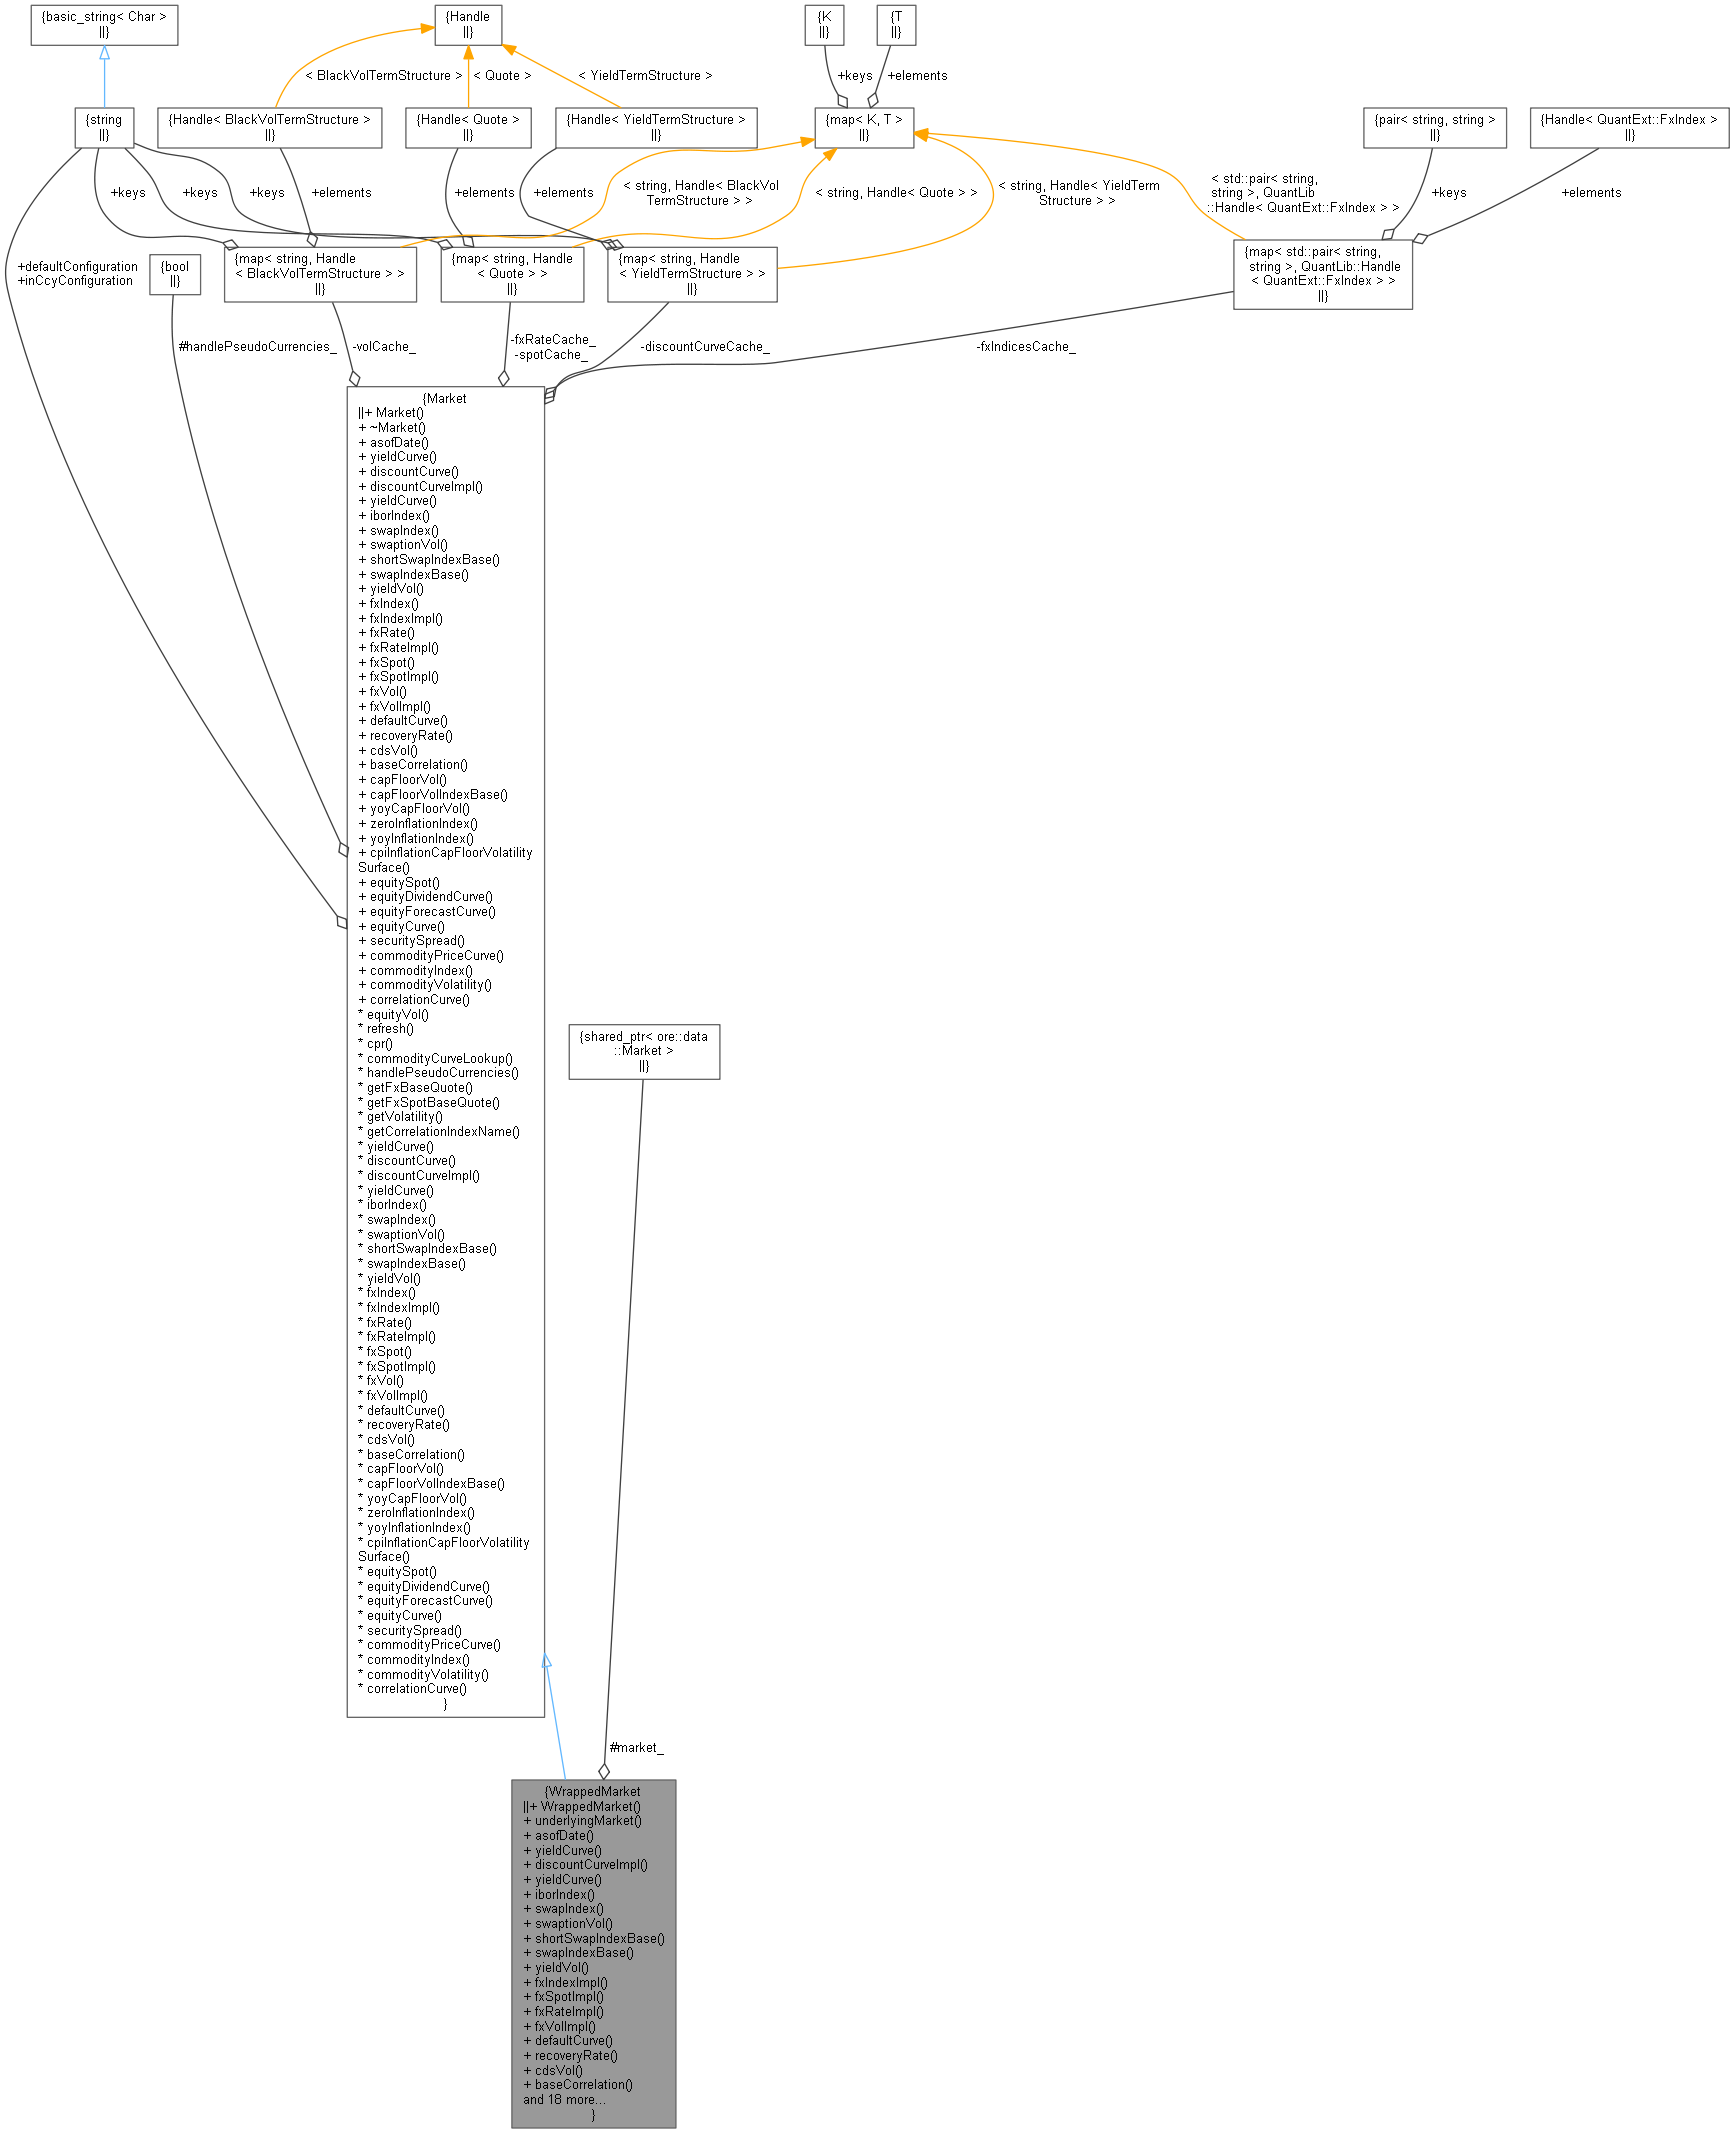 {basic_string< Char >
||}
{Handle
||}
{K
||}
{T
||}
< BlackVolTermStructure >
< Quote >
< YieldTermStructure >
+keys
+elements
{string
||}
{Handle< BlackVolTermStructure >
||}
{Handle< Quote >
||}
{Handle< YieldTermStructure >
||}
{map< K, T >
||}
{pair< string, string >
||}
{Handle< QuantExt::FxIndex >
||}
+keys
+keys
+keys
+elements
+elements
+elements
< string, Handle< BlackVol
TermStructure > >
< string, Handle< Quote > >
< string, Handle< YieldTerm
Structure > >
< std::pair< string,
string >, QuantLib
::Handle< QuantExt::FxIndex > >
+keys
+elements
+defaultConfiguration
+inCcyConfiguration
{bool
||}
{map< string, Handle
< BlackVolTermStructure > >
||}
{map< string, Handle
< Quote > >
||}
{map< string, Handle
< YieldTermStructure > >
||}
{map< std::pair< string,
string >, QuantLib::Handle
< QuantExt::FxIndex > >
||}
#handlePseudoCurrencies_
-volCache_
-fxRateCache_
-spotCache_
-discountCurveCache_
-fxIndicesCache_
{Market
||+ Market()
+ ~Market()
+ asofDate()
+ yieldCurve()
+ discountCurve()
+ discountCurveImpl()
+ yieldCurve()
+ iborIndex()
+ swapIndex()
+ swaptionVol()
+ shortSwapIndexBase()
+ swapIndexBase()
+ yieldVol()
+ fxIndex()
+ fxIndexImpl()
+ fxRate()
+ fxRateImpl()
+ fxSpot()
+ fxSpotImpl()
+ fxVol()
+ fxVolImpl()
+ defaultCurve()
+ recoveryRate()
+ cdsVol()
+ baseCorrelation()
+ capFloorVol()
+ capFloorVolIndexBase()
+ yoyCapFloorVol()
+ zeroInflationIndex()
+ yoyInflationIndex()
+ cpiInflationCapFloorVolatility
Surface()
+ equitySpot()
+ equityDividendCurve()
+ equityForecastCurve()
+ equityCurve()
+ securitySpread()
+ commodityPriceCurve()
+ commodityIndex()
+ commodityVolatility()
+ correlationCurve()
* equityVol()
* refresh()
* cpr()
* commodityCurveLookup()
* handlePseudoCurrencies()
* getFxBaseQuote()
* getFxSpotBaseQuote()
* getVolatility()
* getCorrelationIndexName()
* yieldCurve()
* discountCurve()
* discountCurveImpl()
* yieldCurve()
* iborIndex()
* swapIndex()
* swaptionVol()
* shortSwapIndexBase()
* swapIndexBase()
* yieldVol()
* fxIndex()
* fxIndexImpl()
* fxRate()
* fxRateImpl()
* fxSpot()
* fxSpotImpl()
* fxVol()
* fxVolImpl()
* defaultCurve()
* recoveryRate()
* cdsVol()
* baseCorrelation()
* capFloorVol()
* capFloorVolIndexBase()
* yoyCapFloorVol()
* zeroInflationIndex()
* yoyInflationIndex()
* cpiInflationCapFloorVolatility
Surface()
* equitySpot()
* equityDividendCurve()
* equityForecastCurve()
* equityCurve()
* securitySpread()
* commodityPriceCurve()
* commodityIndex()
* commodityVolatility()
* correlationCurve()
}
{shared_ptr< ore::data
::Market >
||}
#market_
{WrappedMarket
||+ WrappedMarket()
+ underlyingMarket()
+ asofDate()
+ yieldCurve()
+ discountCurveImpl()
+ yieldCurve()
+ iborIndex()
+ swapIndex()
+ swaptionVol()
+ shortSwapIndexBase()
+ swapIndexBase()
+ yieldVol()
+ fxIndexImpl()
+ fxSpotImpl()
+ fxRateImpl()
+ fxVolImpl()
+ defaultCurve()
+ recoveryRate()
+ cdsVol()
+ baseCorrelation()
and 18 more...
}